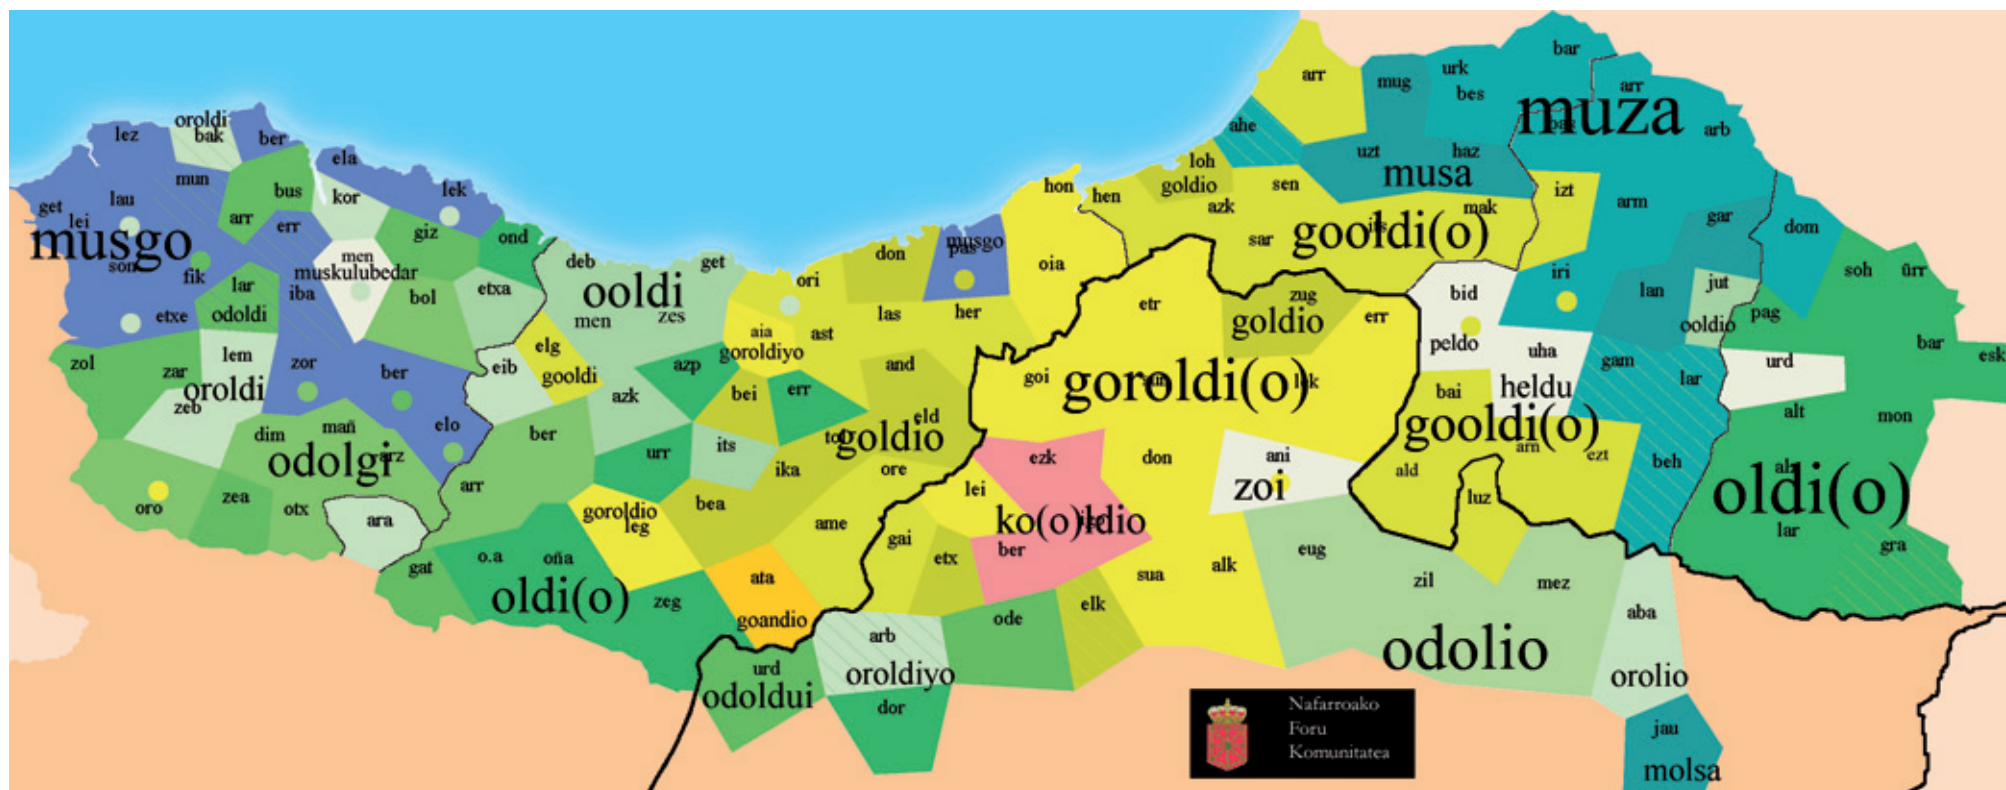 bar
arr
mug
urk
bes
arr
muza
arb
oroldi
bak
lez
ber
ahe
ela
uzt
haz
musa
loh
goldio
sen
mun
bus
kor
lek
hon
hen
azk
mak
izt
arm
get
lau
lei
arr
err
giz
ond
sar
gooldi(o)
gar
dom
musgo
son
fik
men
muskulubedar
deb
get
don
musgo
pas
oia
soh
ürr
lar
iba
bol
etxa
ooldi
ori
iri
bid
lan
jut
etxe
odoldi
men
zes
las
her
etr
zug
goldio
err
ooldio
pag
aia
goroldiyo
ast
peldo
uha
bar
esk
zol
zar
lem
oroldi
zor
ber
eib
elg
gooldi
azp
bei
err
and
goi
goroldi(o)
bai
heldu
gam
lar
urd
zeb
azk
alt
mon
dim
mañ
elo
ber
its
eld
goldio
gooldi(o)
arn
ezt
odolgi
urr
ika
ore
ezk
don
ani
zoi
ald
beh
oldi(o)
oro
zea
otx
ara
arr
goroldio
leg
bea
ame
lei
ko(o)ldio
luz
lar
gat
o.a
oña
gai
etx
ber
eug
gra
oldi(o)
zeg
ata
goandio
sua
alk
zil
mez
ode
elk
aba
arb
odolio
urd
odoldui
oroldiyo
orolio
dor
Nafarroako
Foru
Komunitatea
jau
molsa